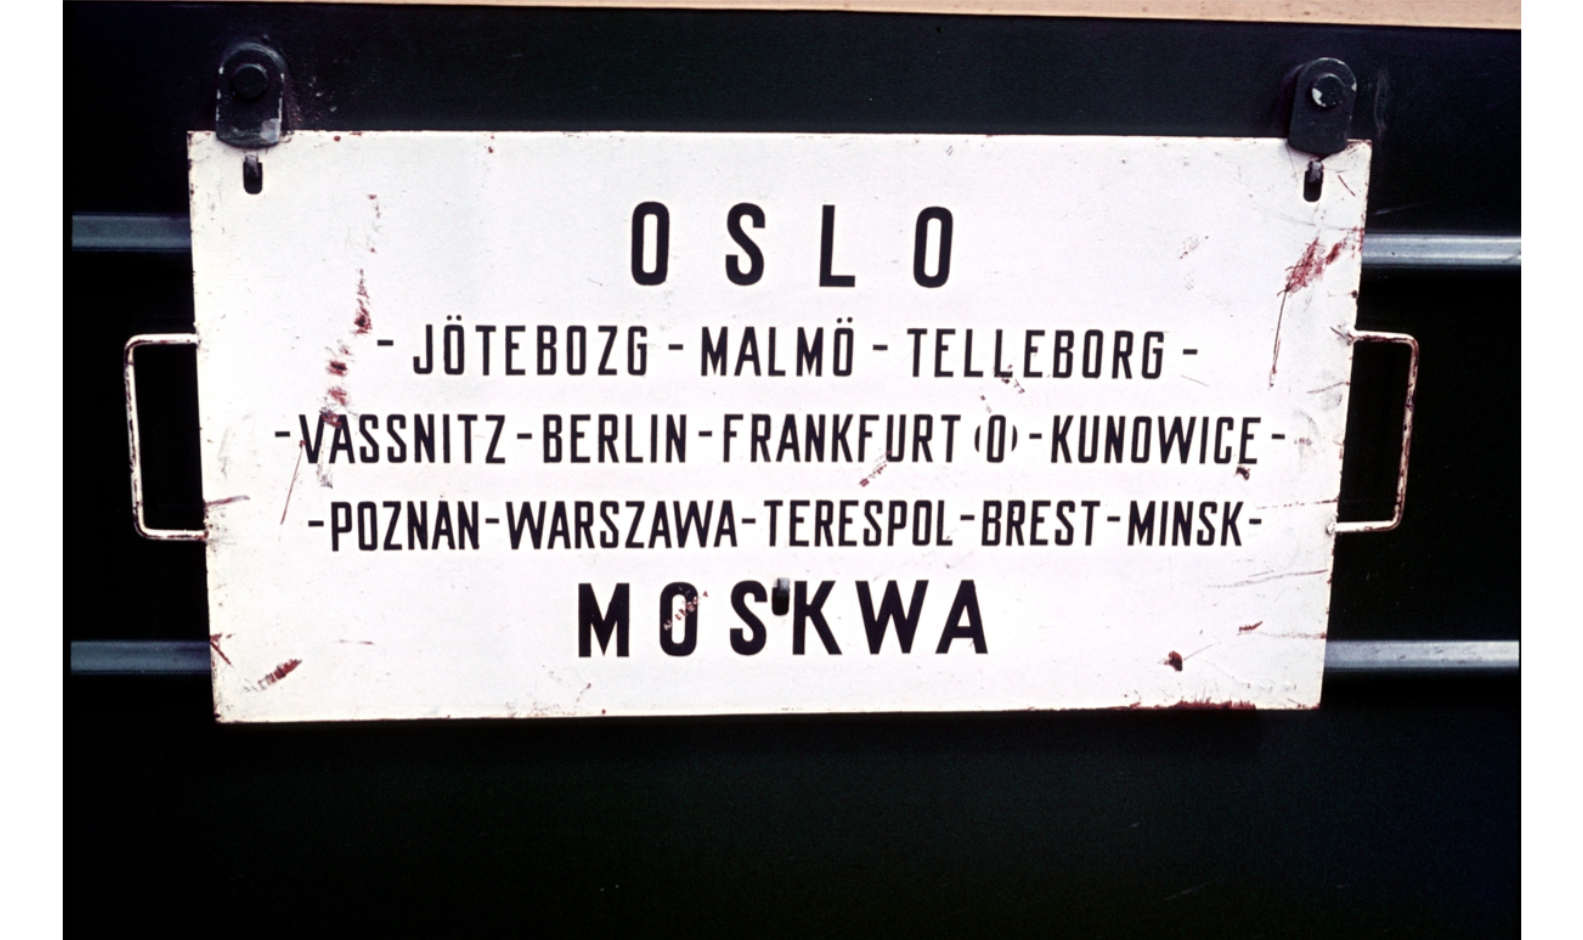 OSLO
- JÖTEBOZG - MALMÖ - TELLEBORG -
-VASSNITZ-BERLIN-FRANKFURT (O)-KUNOWICE-
-POZNAN-WARSZAWA-TERESPOL-BREST-MINSK-
MOSKWA